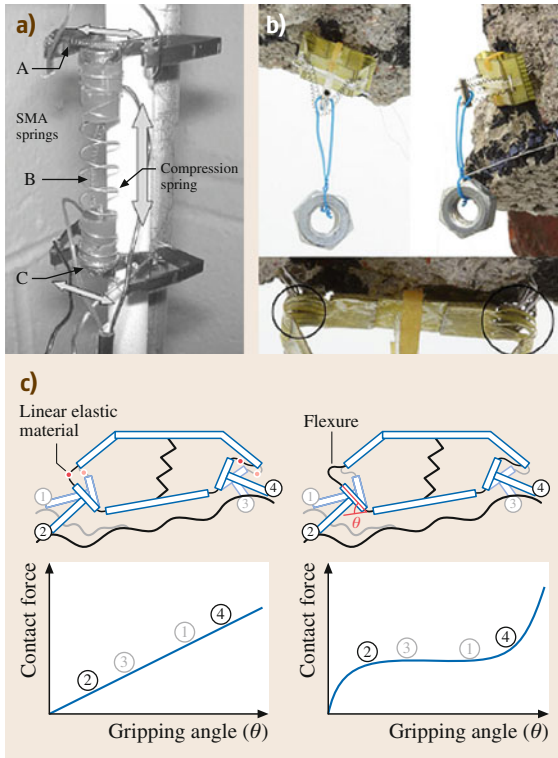 a)
A
SMA
springs
B
Compression
spring
C
b)
c)
Linear elastic
material
1
2
4
3
Flexure
1
2
θ
4
3
Contact force
2
3
1
4
Gripping angle (θ)
Contact force
2
3
1
4
Gripping angle (θ)